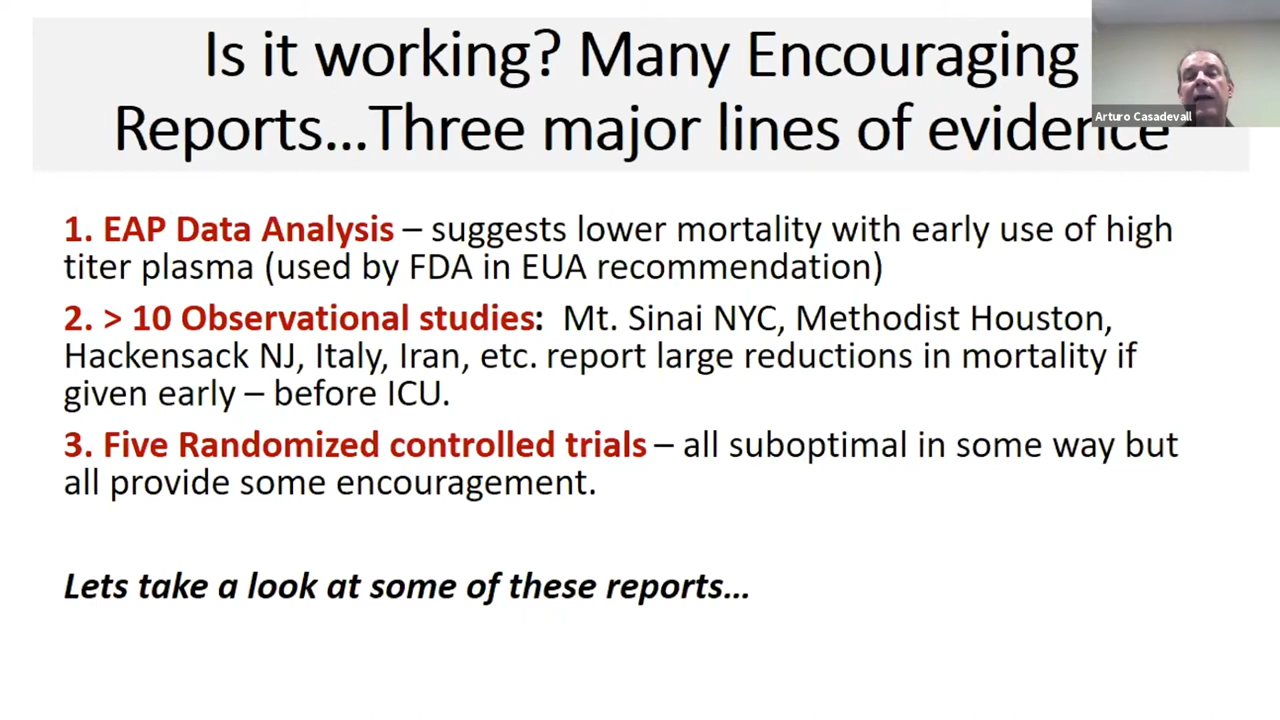 Is it working? Many Encouraging
Reports...Three major lines of evidence
Arturo Casadevall
1. EAP Data Analysis – suggests lower mortality with early use of high
titer plasma (used by FDA in EUA recommendation)
2. > 10 Observational studies: Mt. Sinai NYC, Methodist Houston,
Hackensack NJ, Italy, Iran, etc. report large reductions in mortality if
given early – before ICU.
3. Five Randomized controlled trials – all suboptimal in some way but
all provide some encouragement.
Lets take a look at some of these reports...